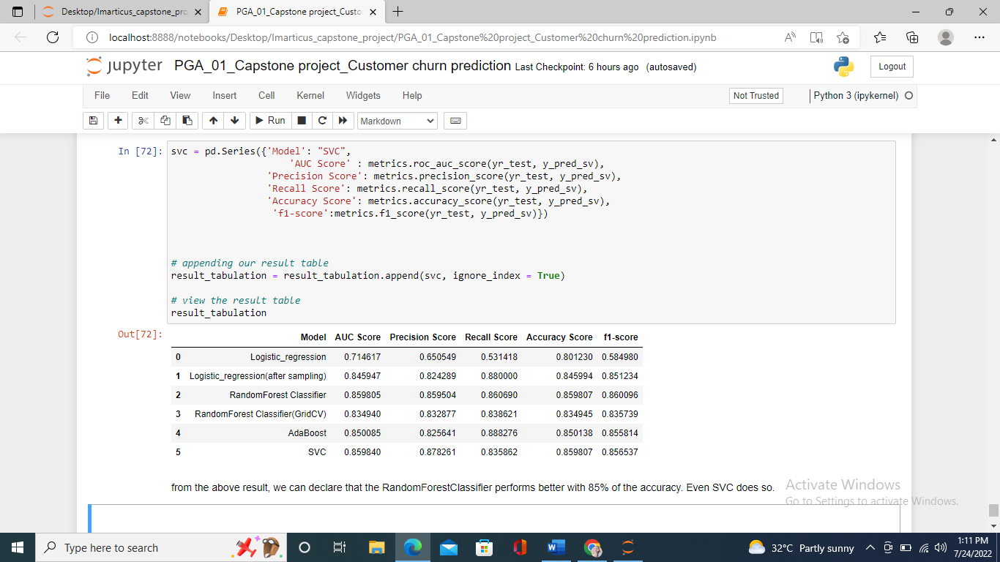 Desktop/Imarticus_capstone_pro
PGA_01_Capstone project_Custo
localhost:8888/notebooks/Desktop/Imarticus_capstone_project/PGA_01_Capstone%20project_Customer%20churn%20prediction.ipynb
jupyter PGA_01_Capstone project_Customer churn prediction Last Checkpoint: 6 hours ago (autosaved)
Logout
File Edit View Insert Cell Kernel Widgets Help
Not Trusted Python 3 (ipykernel)
Run Markdown
In [72]: svc = pd.Series({'Model': "SVC",
'AUC Score' : metrics.roc_auc_score(yr_test, y_pred_sv),
'Precision Score': metrics.precision_score(yr_test, y_pred_sv),
'Recall Score': metrics.recall_score(yr_test, y_pred_sv),
'Accuracy Score': metrics.accuracy_score(yr_test, y_pred_sv),
'f1-score':metrics.f1_score(yr_test, y_pred_sv)})
# appending our result table
result_tabulation = result_tabulation.append(svc, ignore_index = True)
# view the result table
result_tabulation
Out[72]:
Model AUC Score Precision Score Recall Score Accuracy Score f1-score
0 Logistic_regression 0.714617 0.650549 0.531418 0.801230 0.584980
1 Logistic_regression(after sampling) 0.845947 0.824289 0.880000 0.845994 0.851234
2 RandomForest Classifier 0.859805 0.859504 0.860690 0.859807 0.860096
3 RandomForest Classifier(GridCV) 0.834940 0.832877 0.838621 0.834945 0.835739
4 AdaBoost 0.850085 0.825641 0.888276 0.850138 0.855814
5 SVC 0.859840 0.878261 0.835862 0.859807 0.856537
from the above result, we can declare that the RandomForestClassifier performs better with 85% of the accuracy. Even SVC does so.
Activate Windows
Go to Settings to activate Windows.
Type here to search
32°C Partly sunny
1:11 PM
7/24/2022